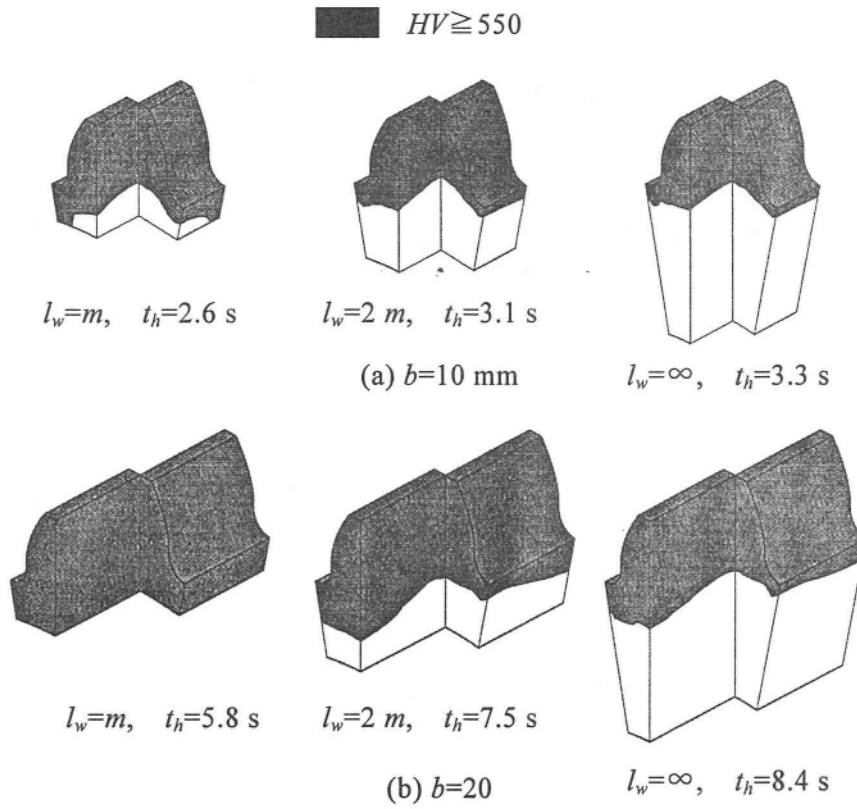 HV≧550
l_w=m, t_h=2.6 s
l_w=2 m, t_h=3.1 s
l_w=∞, t_h=3.3 s
(a) b=10 mm
l_w=m, t_h=5.8 s
l_w=2 m, t_h=7.5 s
l_w=∞, t_h=8.4 s
(b) b=20